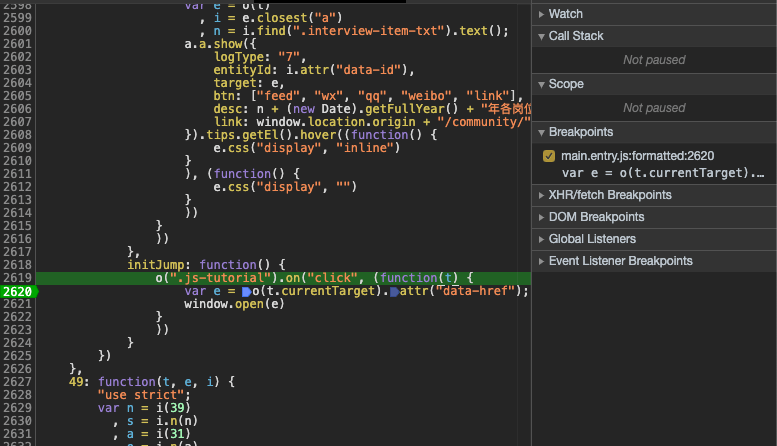 2598 var e = o(t)
2599 , i = e.closest("a")
2600 , n = i.find(".interview-item-txt").text();
2601 a.a.show({
2602 logType: "7",
2603 entityId: i.attr("data-id"),
2604 target: e,
2605 btn: ["feed", "wx", "qq", "weibo", "link"],
2606 desc: n + (new Date).getFullYear() + "年各岗位
2607 link: window.location.origin + "/community/"
2608 }).tips.getEl().hover((function() {
2609 e.css("display", "inline")
2610 }
2611 ), (function() {
2612 e.css("display", "")
2613 }
2614 ))
2615 }
2616 ))
2617 },
2618 initJump: function() {
2619 o(".js-tutorial").on("click", (function(t) {
2620 var e = o(t.currentTarget).attr("data-href");
2621 window.open(e)
2622 }
2623 ))
2624 }
2625 })
2626 },
2627 49: function(t, e, i) {
2628 "use strict";
2629 var n = i(39)
2630 , s = i.n(n)
2631 , a = i(31)
2632
Watch
Call Stack
Not paused
Scope
Not paused
Breakpoints
main.entry.js:formatted:2620
var e = o(t.currentTarget)....
XHR/fetch Breakpoints
DOM Breakpoints
Global Listeners
Event Listener Breakpoints